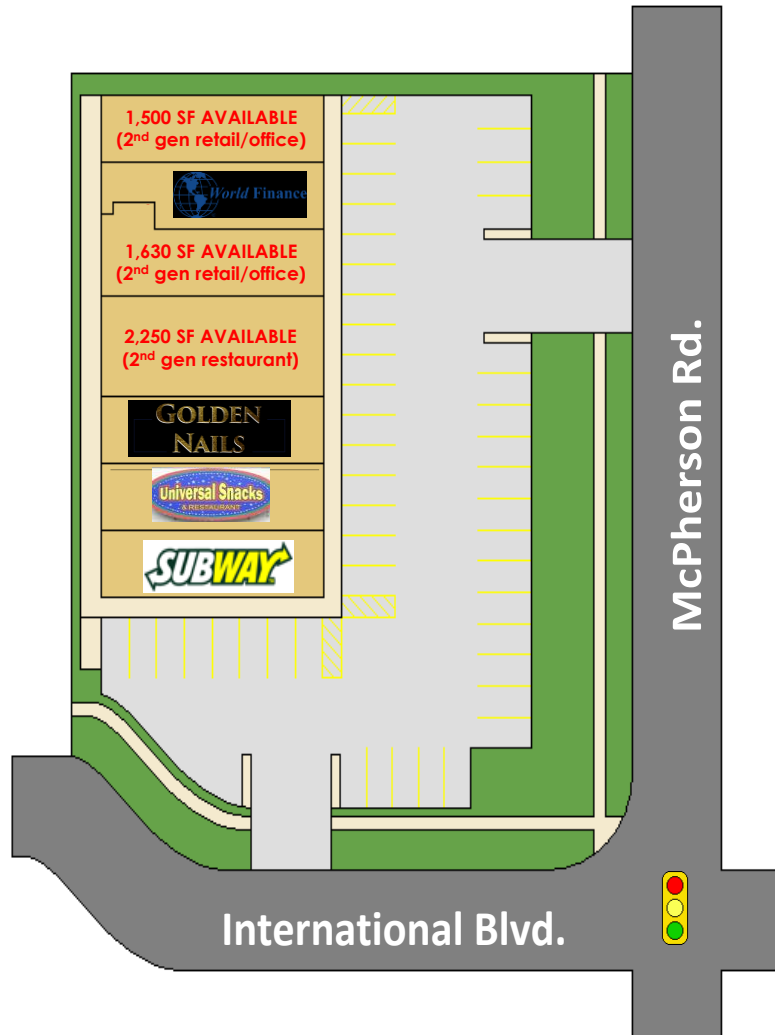 1,500 SF AVAILABLE
(2nd gen retail/office)
World Finance
1,630 SF AVAILABLE
(2nd gen retail/office)
2,250 SF AVAILABLE
(2nd gen restaurant)
GOLDEN
NAILS
Universal Snacks
& RESTAURANT
SUBWAY
McPherson Rd.
International Blvd.